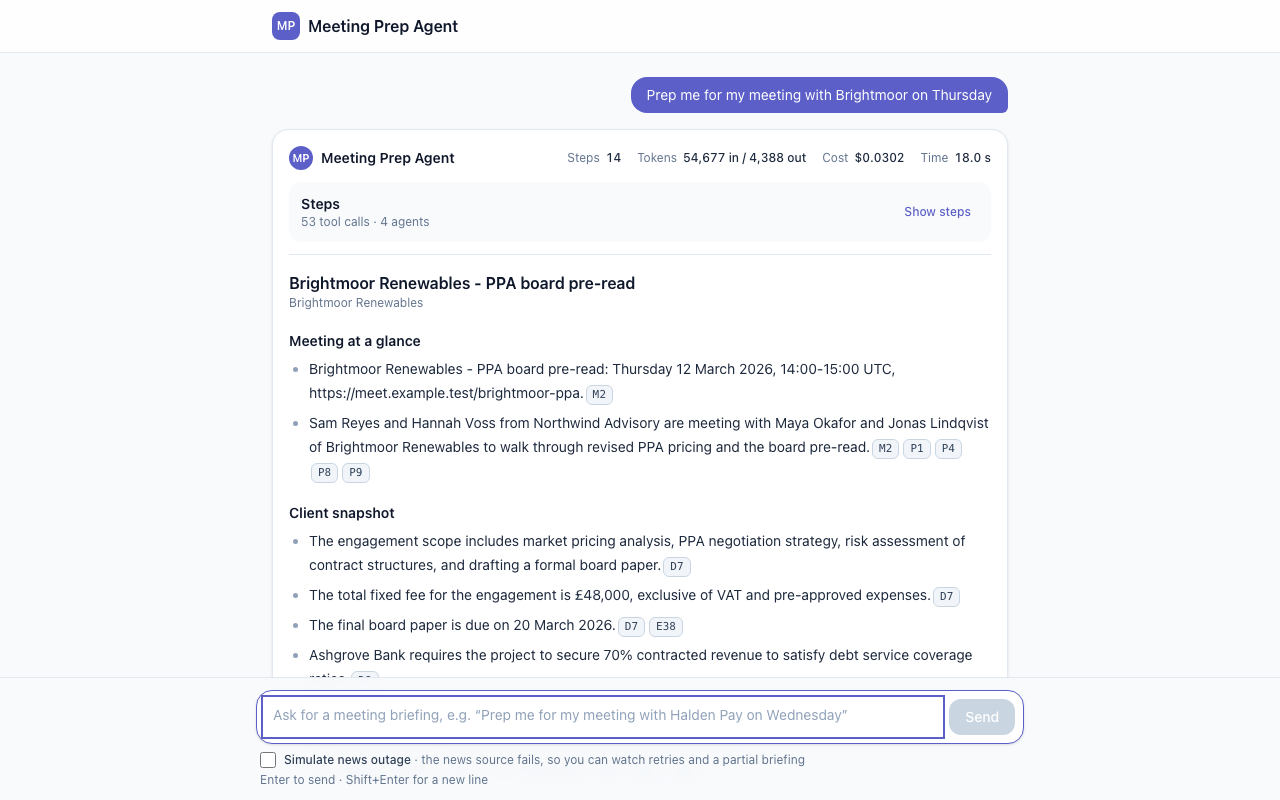 MP Meeting Prep Agent
Prep me for my meeting with Brightmoor on Thursday
MP Meeting Prep Agent Steps 14 Tokens 54,677 in / 4,388 out Cost $0.0302 Time 18.0 s
Steps
53 tool calls · 4 agents
Show steps
Brightmoor Renewables - PPA board pre-read
Brightmoor Renewables
Meeting at a glance
Brightmoor Renewables - PPA board pre-read: Thursday 12 March 2026, 14:00-15:00 UTC,
https://meet.example.test/brightmoor-ppa. M2
Sam Reyes and Hannah Voss from Northwind Advisory are meeting with Maya Okafor and Jonas Lindqvist
of Brightmoor Renewables to walk through revised PPA pricing and the board pre-read. M2 P1 P4
P8 P9
Client snapshot
The engagement scope includes market pricing analysis, PPA negotiation strategy, risk assessment of
contract structures, and drafting a formal board paper. D7
The total fixed fee for the engagement is £48,000, exclusive of VAT and pre-approved expenses. D7
The final board paper is due on 20 March 2026. D7 E38
Ashgrove Bank requires the project to secure 70% contracted revenue to satisfy debt service coverage
Ask for a meeting briefing, e.g. “Prep me for my meeting with Halden Pay on Wednesday”
Send
Simulate news outage · the news source fails, so you can watch retries and a partial briefing
Enter to send · Shift+Enter for a new line